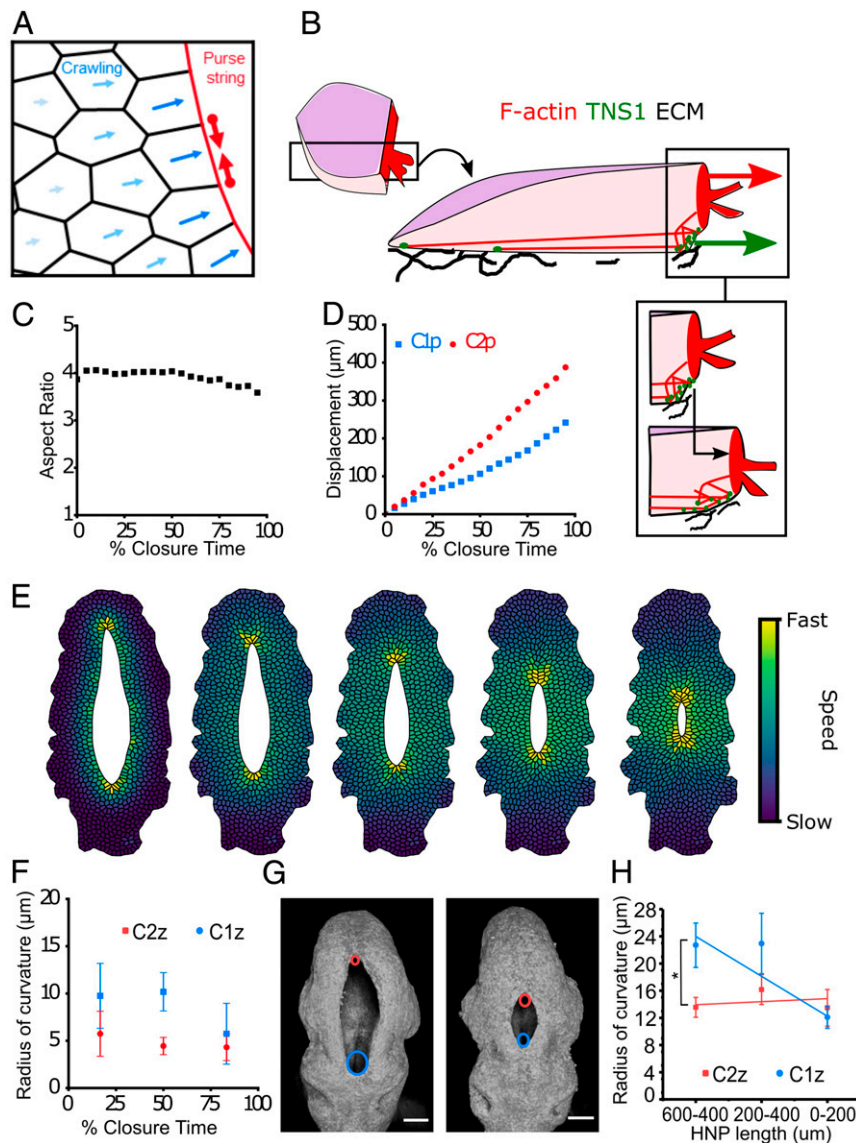 A
Crawling
Purse
string
B
F-actin TNS1 ECM
C
5
4
3
2
1
Aspect Ratio
0 25 50 75 100
% Closure Time
D
500
400
300
200
100
0
Displacement (µm)
C1p C2p
0 25 50 75 100
% Closure Time
E
Fast
Speed
Slow
F
20
15
10
5
0
Radius of curvature (µm)
C2z C1z
0 25 50 75 100
% Closure Time
G
H
28
24
20
16
12
8
4
0
Radius of curvature (µm)
*
C2z C1z
600-400 200-400 0-200
HNP length (um)